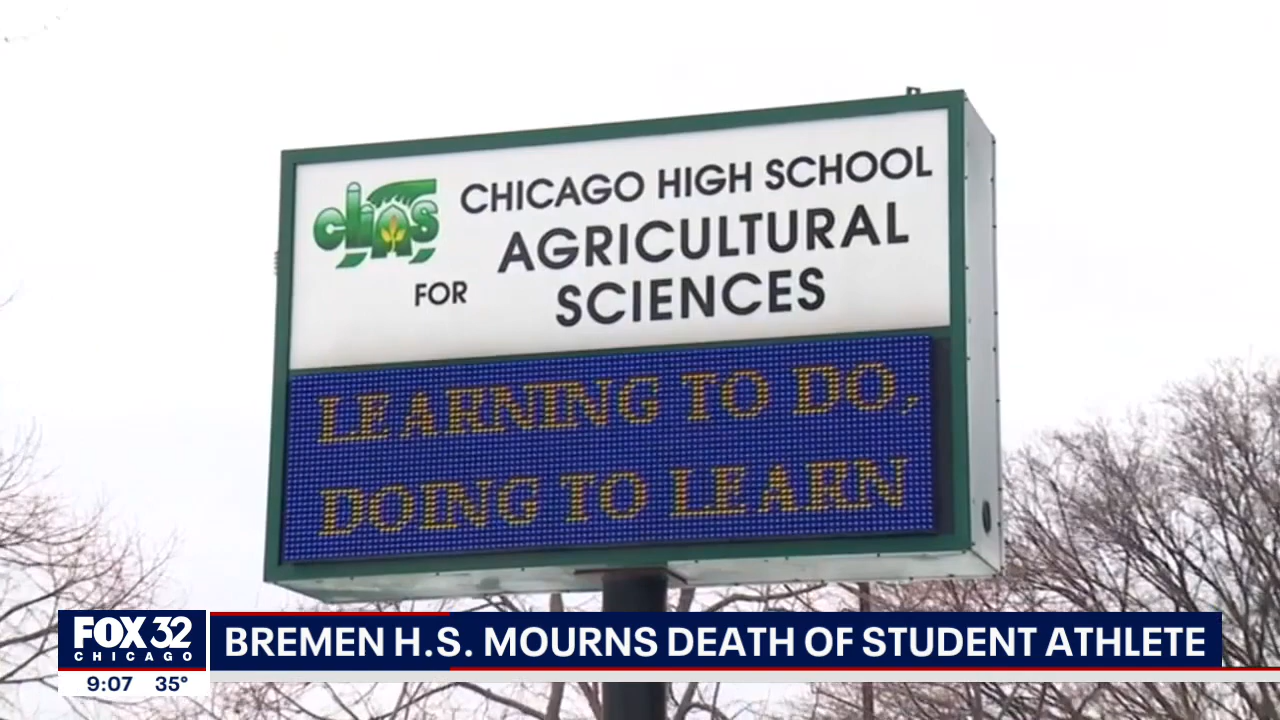 chas
CHICAGO HIGH SCHOOL
FOR AGRICULTURAL
SCIENCES
LEARNING TO DO,
DOING TO LEARN
FOX 32
CHICAGO
BREMEN H.S. MOURNS DEATH OF STUDENT ATHLETE
9:07 35°